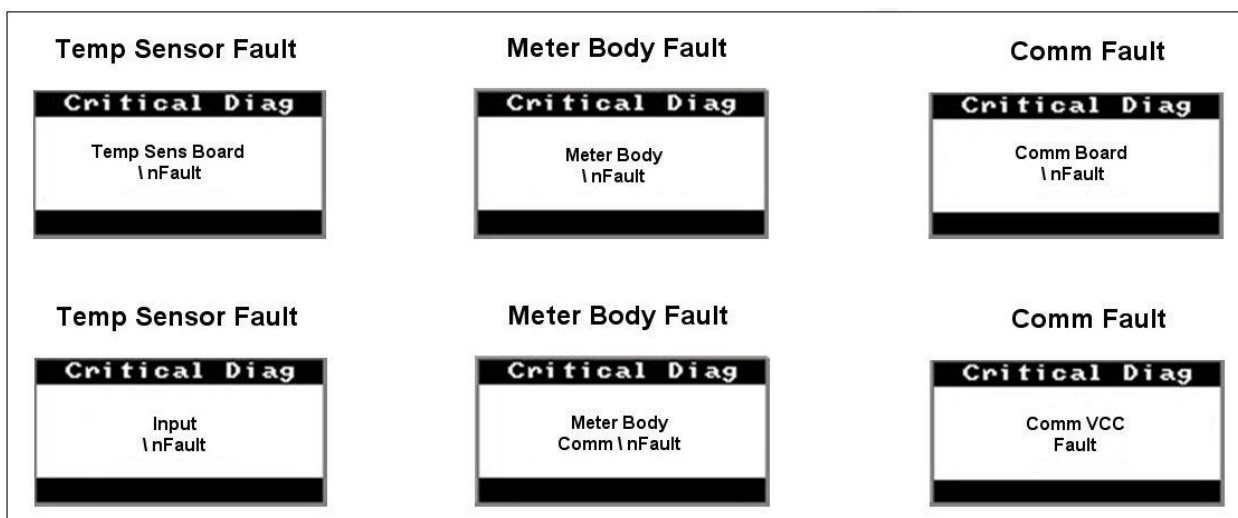 Temp Sensor Fault
Meter Body Fault
Comm Fault
Critical Diag
Temp Sens Board
\ nFault
Critical Diag
Meter Body
\ nFault
Critical Diag
Comm Board
\ nFault
Temp Sensor Fault
Meter Body Fault
Comm Fault
Critical Diag
Input
\ nFault
Critical Diag
Meter Body
Comm \ nFault
Critical Diag
Comm VCC
Fault